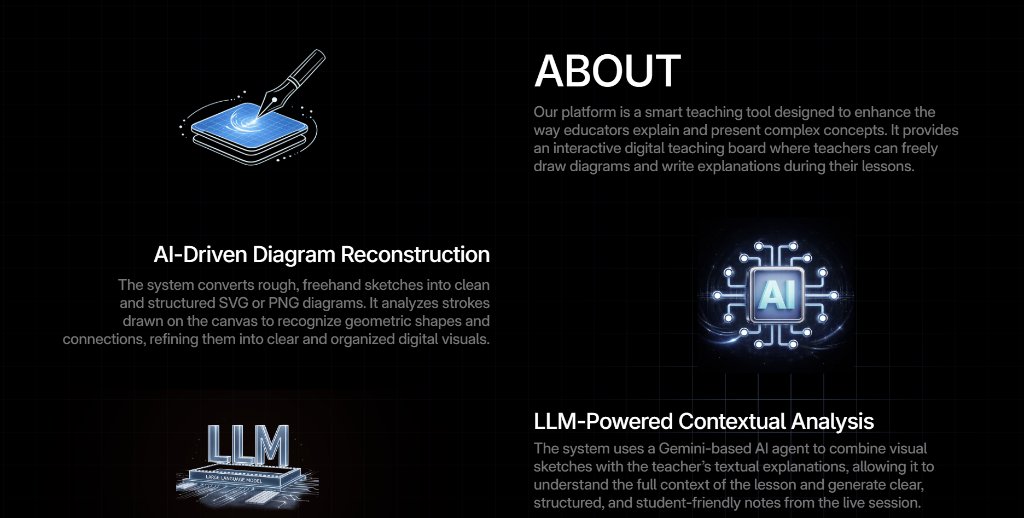 ABOUT
Our platform is a smart teaching tool designed to enhance the
way educators explain and present complex concepts. It provides
an interactive digital teaching board where teachers can freely
draw diagrams and write explanations during their lessons.
AI-Driven Diagram Reconstruction
The system converts rough, freehand sketches into clean
and structured SVG or PNG diagrams. It analyzes strokes
drawn on the canvas to recognize geometric shapes and
connections, refining them into clear and organized digital visuals.
AI
LLM
LARGE LANGUAGE MODEL
LLM-Powered Contextual Analysis
The system uses a Gemini-based AI agent to combine visual
sketches with the teacher’s textual explanations, allowing it to
understand the full context of the lesson and generate clear,
structured, and student-friendly notes from the live session.